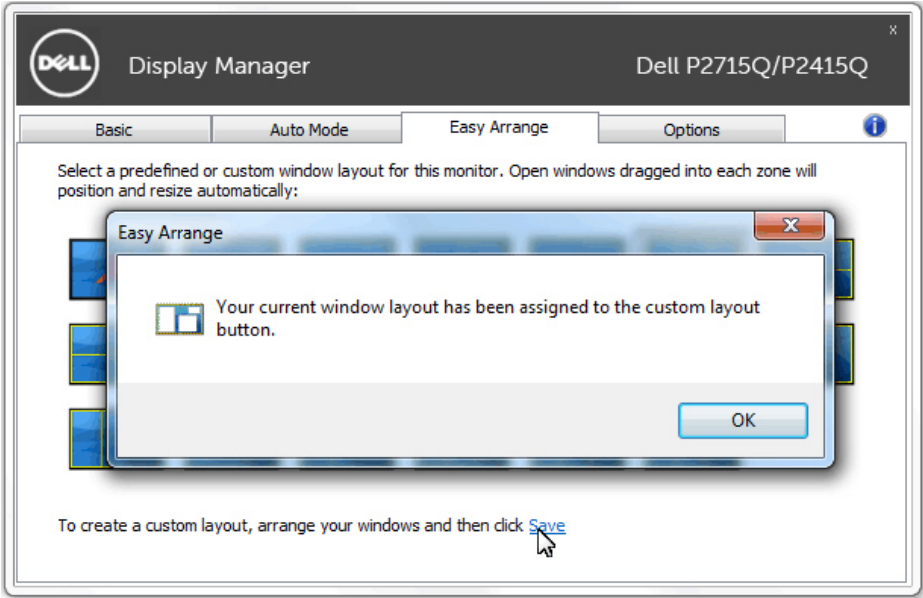 DELL
Display Manager
Dell P2715Q/P2415Q
x
Basic
Auto Mode
Easy Arrange
Options
i
Select a predefined or custom window layout for this monitor. Open windows dragged into each zone will
position and resize automatically:
Easy Arrange
x
Your current window layout has been assigned to the custom layout
button.
OK
To create a custom layout, arrange your windows and then click Save